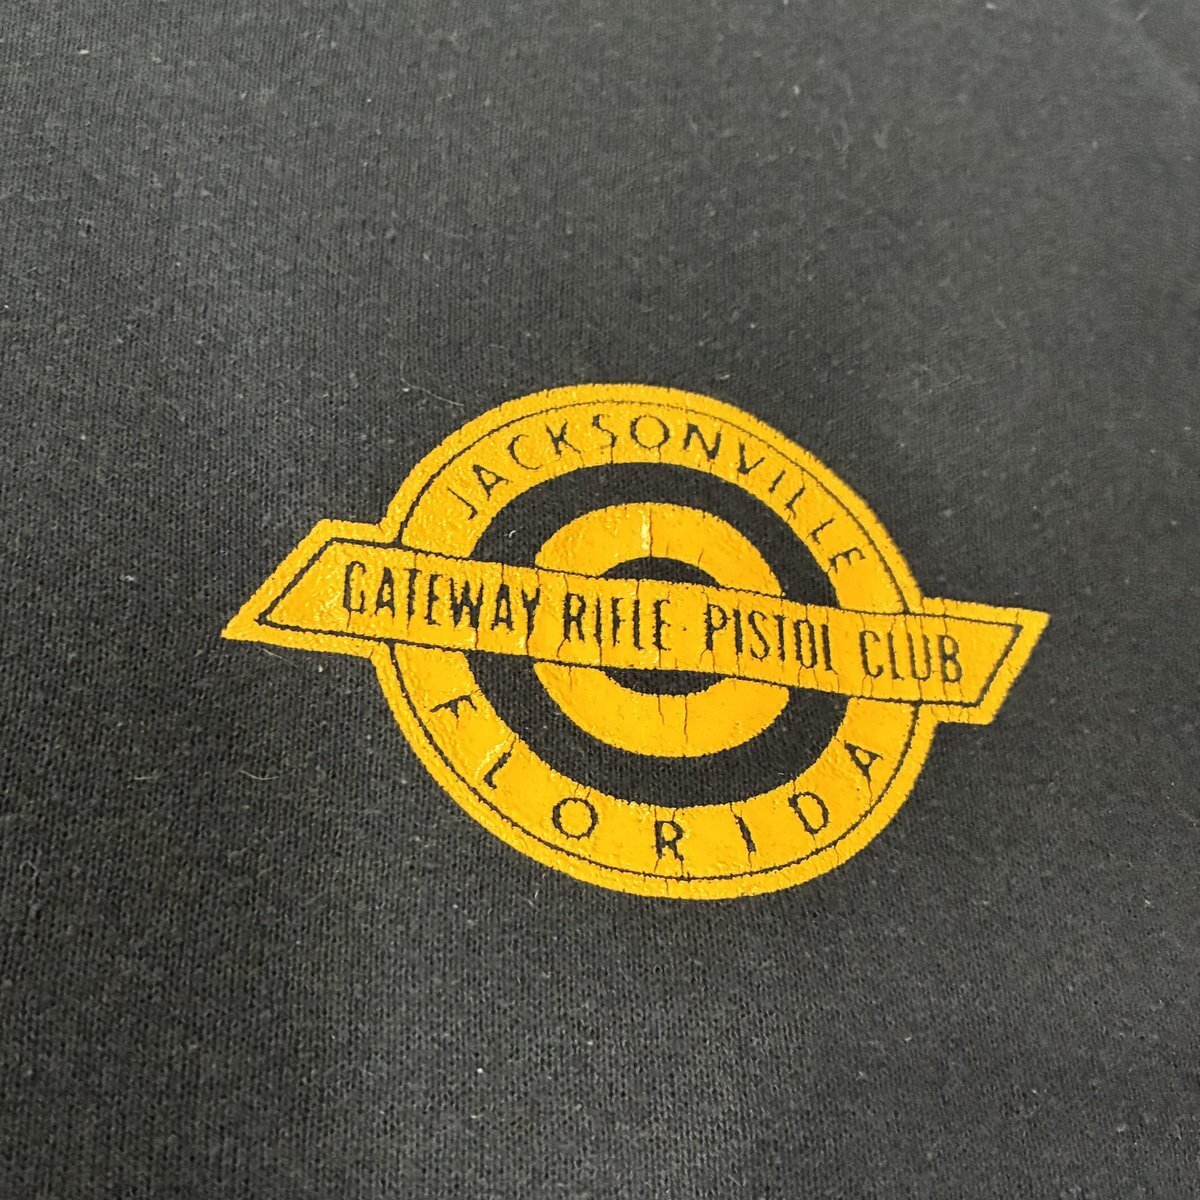 JACKSONVILLE
GATEWAY RIFLE · PISTOL CLUB
FLORIDA